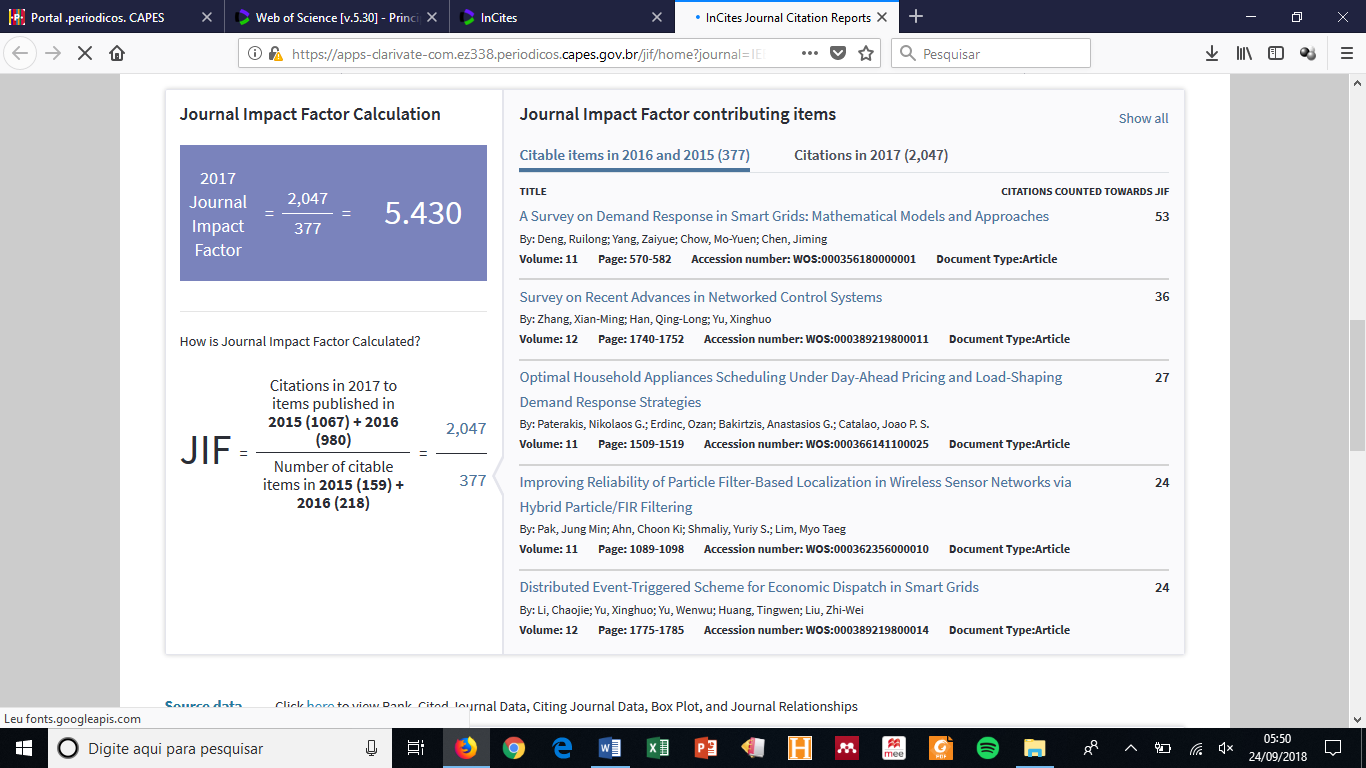 Portal .periodicos. CAPES
Web of Science [v.5.30] - Princi
InCites
InCites Journal Citation Reports
https://apps-clarivate-com.ez338.periodicos.capes.gov.br/jif/home?journal=IE
Pesquisar
Journal Impact Factor Calculation
2017
Journal
Impact
Factor
= 2,047
377
= 5.430
How is Journal Impact Factor Calculated?
JIF =
Citations in 2017 to
items published in
2015 (1067) + 2016
(980)
Number of citable
items in 2015 (159) +
2016 (218)
= 2,047
377
Journal Impact Factor contributing items
Show all
Citable items in 2016 and 2015 (377) Citations in 2017 (2,047)
TITLE CITATIONS COUNTED TOWARDS JIF
A Survey on Demand Response in Smart Grids: Mathematical Models and Approaches 53
By: Deng, Ruilong; Yang, Zaiyue; Chow, Mo-Yuen; Chen, Jiming
Volume: 11 Page: 570-582 Accession number: WOS:000356180000001 Document Type:Article
Survey on Recent Advances in Networked Control Systems 36
By: Zhang, Xian-Ming; Han, Qing-Long; Yu, Xinghuo
Volume: 12 Page: 1740-1752 Accession number: WOS:000389219800011 Document Type:Article
Optimal Household Appliances Scheduling Under Day-Ahead Pricing and Load-Shaping 27
Demand Response Strategies
By: Paterakis, Nikolaos G.; Erdinc, Ozan; Bakirtzis, Anastasios G.; Catalao, Joao P. S.
Volume: 11 Page: 1509-1519 Accession number: WOS:000366141100025 Document Type:Article
Improving Reliability of Particle Filter-Based Localization in Wireless Sensor Networks via 24
Hybrid Particle/FIR Filtering
By: Pak, Jung Min; Ahn, Choon Ki; Shmaliy, Yuriy S.; Lim, Myo Taeg
Volume: 11 Page: 1089-1098 Accession number: WOS:000362356000010 Document Type:Article
Distributed Event-Triggered Scheme for Economic Dispatch in Smart Grids 24
By: Li, Chaojie; Yu, Xinghuo; Yu, Wenwu; Huang, Tingwen; Liu, Zhi-Wei
Volume: 12 Page: 1775-1785 Accession number: WOS:000389219800014 Document Type:Article
Source data Click here to view Rank, Cited Journal Data, Citing Journal Data, Box Plot, and Journal Relationships
Leu fonts.googleapis.com
Digite aqui para pesquisar
mee
PDF
05:50
24/09/2018